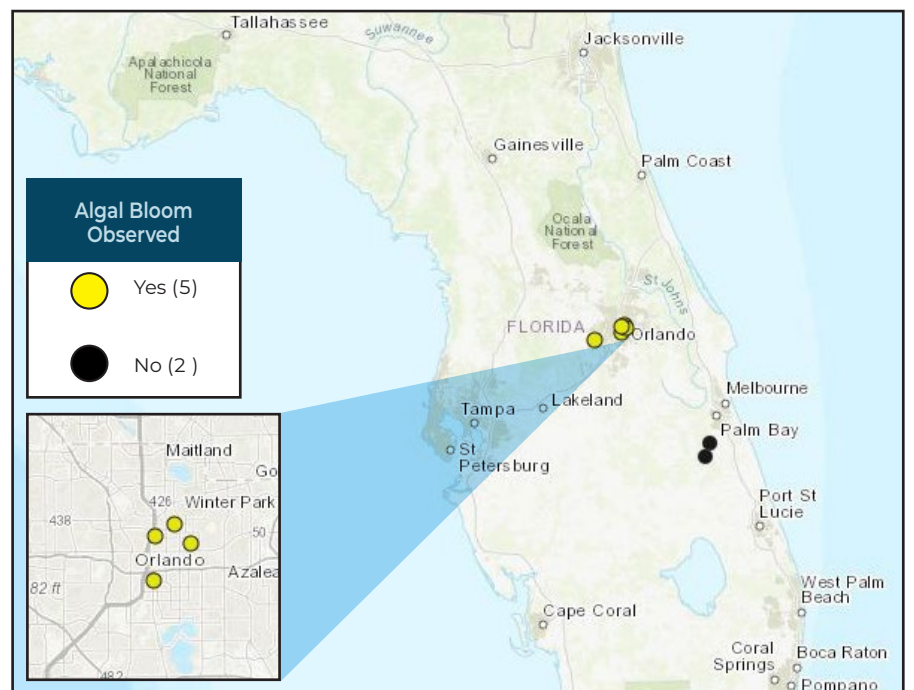 Tallahassee
Suwannee
Jacksonville
Apalachicola
National
Forest
Gainesville
Palm Coast
Algal Bloom
Observed
Yes (5)
No (2 )
Ocala
National
Forest
St Johns
FLORIDA
Orlando
Melbourne
Lakeland
Tampa
Palm Bay
St
Petersburg
Port St
Lucie
Maitland
Go
426
Winter Park
438
50
Orlando
Azalea
82 ft
482
West Palm
Beach
Cape Coral
Coral
Springs
Boca Raton
Pompano